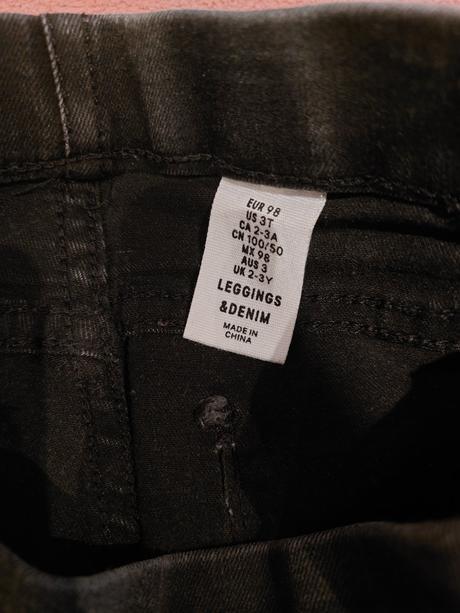 EUR 98
US 3T
CA 2-3A
CN 100/50
MX 98
AUS 3
UK 2-3Y
LEGGINGS
&DENIM
MADE IN
CHINA